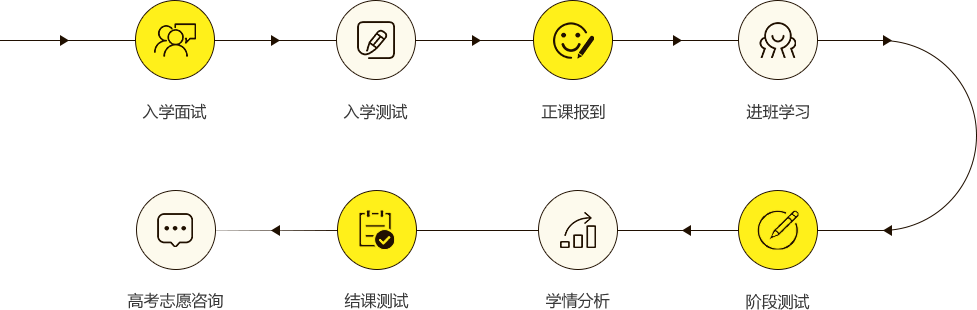 入学面试
入学测试
正课报到
进班学习
高考志愿咨询
结课测试
学情分析
阶段测试